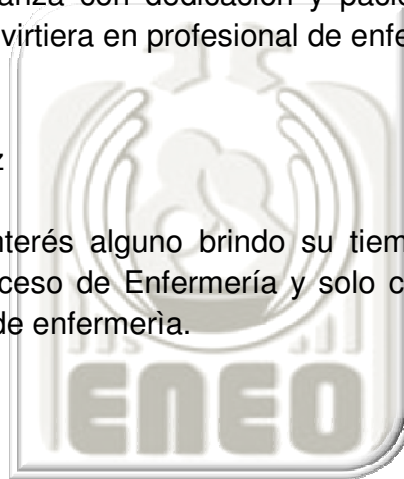 anza con dedicación y
virtiera en profesional de enfe
z
nterés alguno brindo su tiem
ceso de Enfermería y solo c
de enfermerìa.
ENEO